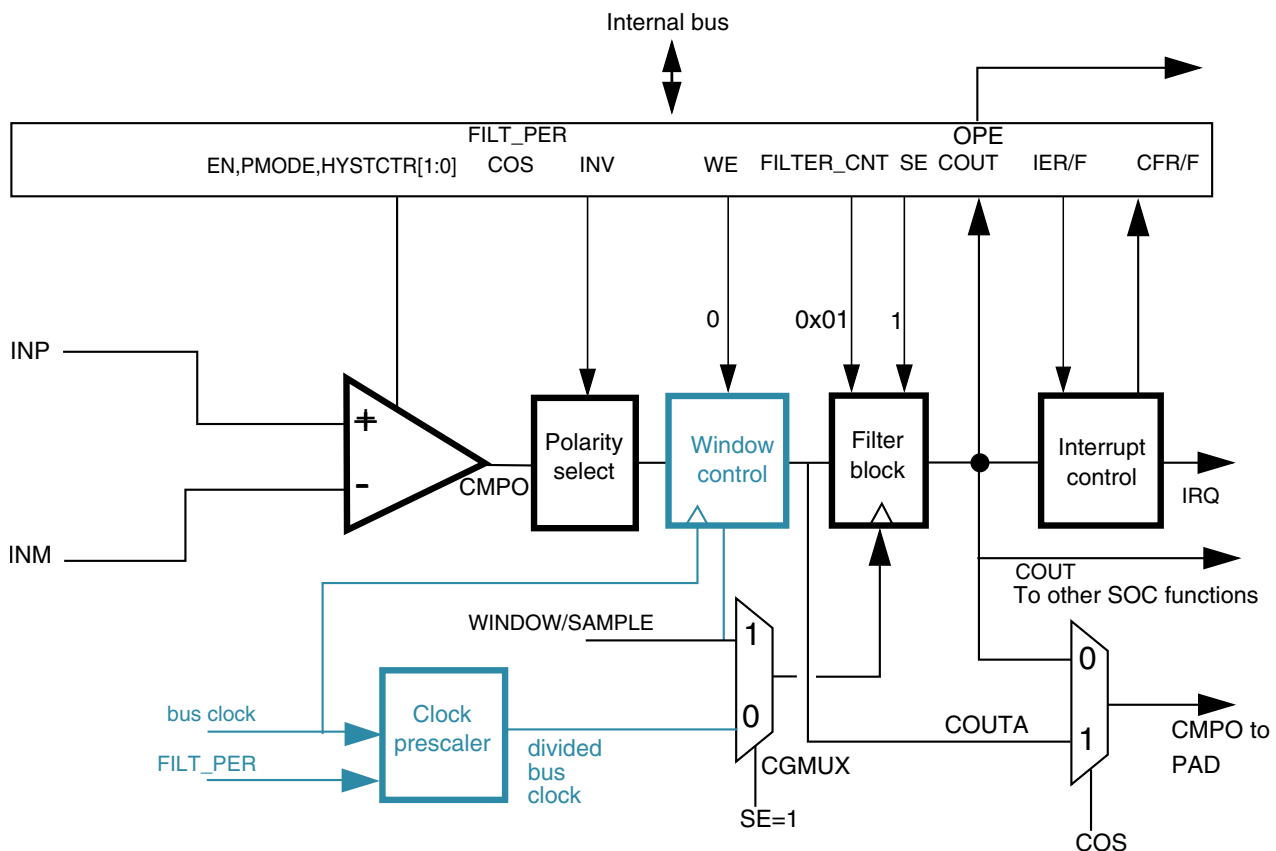 Internal bus
FILT_PER
OPE
EN,PMODE,HYSTCTR[1:0]
COS
INV
WE
FILTER_CNT
SE
COUT
IER/F
CFR/F
0
0x01
1
INP
+
-
INM
CMPO
Polarity
select
Window
control
Filter
block
Interrupt
control
IRQ
COUT
To other SOC functions
WINDOW/SAMPLE
1
0
CGMUX
SE=1
bus clock
FILT_PER
Clock
prescaler
divided
bus
clock
COUTA
0
1
CMPO to
PAD
COS